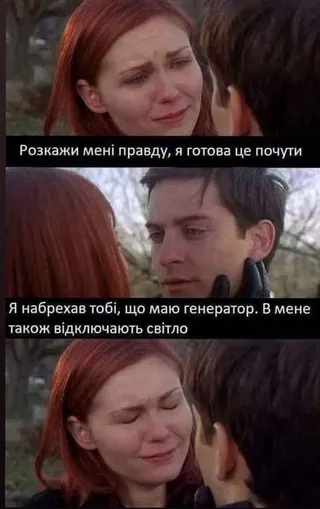 Розкажи мені правду, я готова це почути
Я набрехав тобі, що маю генератор. В мене
також відключають світло